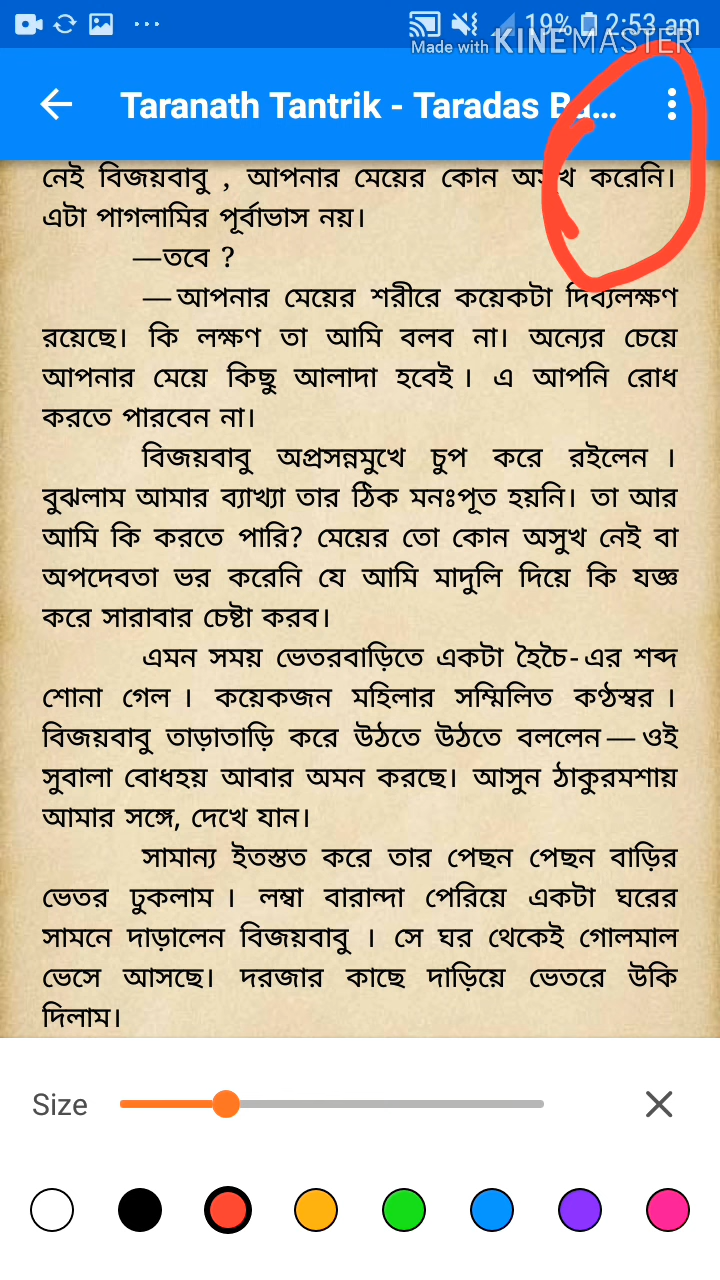 19% 2:53 am
Made with KINEMASTER
Taranath Tantrik - Taradas Ba...
নেই বিজয়বাবু , আপনার মেয়ের কোন অসুখ করেনি।
এটা পাগলামির পূর্বাভাস নয়।
—তবে ?
— আপনার মেয়ের শরীরে কয়েকটা দিব্যলক্ষণ
রয়েছে। কি লক্ষণ তা আমি বলব না। অন্যের চেয়ে
আপনার মেয়ে কিছু আলাদা হবেই । এ আপনি রোধ
করতে পারবেন না।
বিজয়বাবু অপ্রসন্নমুখে চুপ করে রইলেন ।
বুঝলাম আমার ব্যাখ্যা তার ঠিক মনঃপূত হয়নি। তা আর
আমি কি করতে পারি? মেয়ের তো কোন অসুখ নেই বা
অপদেবতা ভর করেনি যে আমি মাদুলি দিয়ে কি যজ্ঞ
করে সারাবার চেষ্টা করব।
এমন সময় ভেতরবাড়িতে একটা হৈচৈ-এর শব্দ
শোনা গেল । কয়েকজন মহিলার সম্মিলিত কণ্ঠস্বর ।
বিজয়বাবু তাড়াতাড়ি করে উঠতে উঠতে বললেন — ওই
সুবালা বোধহয় আবার অমন করছে। আসুন ঠাকুরমশায়
আমার সঙ্গে, দেখে যান।
সামান্য ইতস্তত করে তার পেছন পেছন বাড়ির
ভেতর ঢুকলাম । লম্বা বারান্দা পেরিয়ে একটা ঘরের
সামনে দাড়ালেন বিজয়বাবু । সে ঘর থেকেই গোলমাল
ভেসে আসছে। দরজার কাছে দাড়িয়ে ভেতরে উকি
দিলাম।
Size